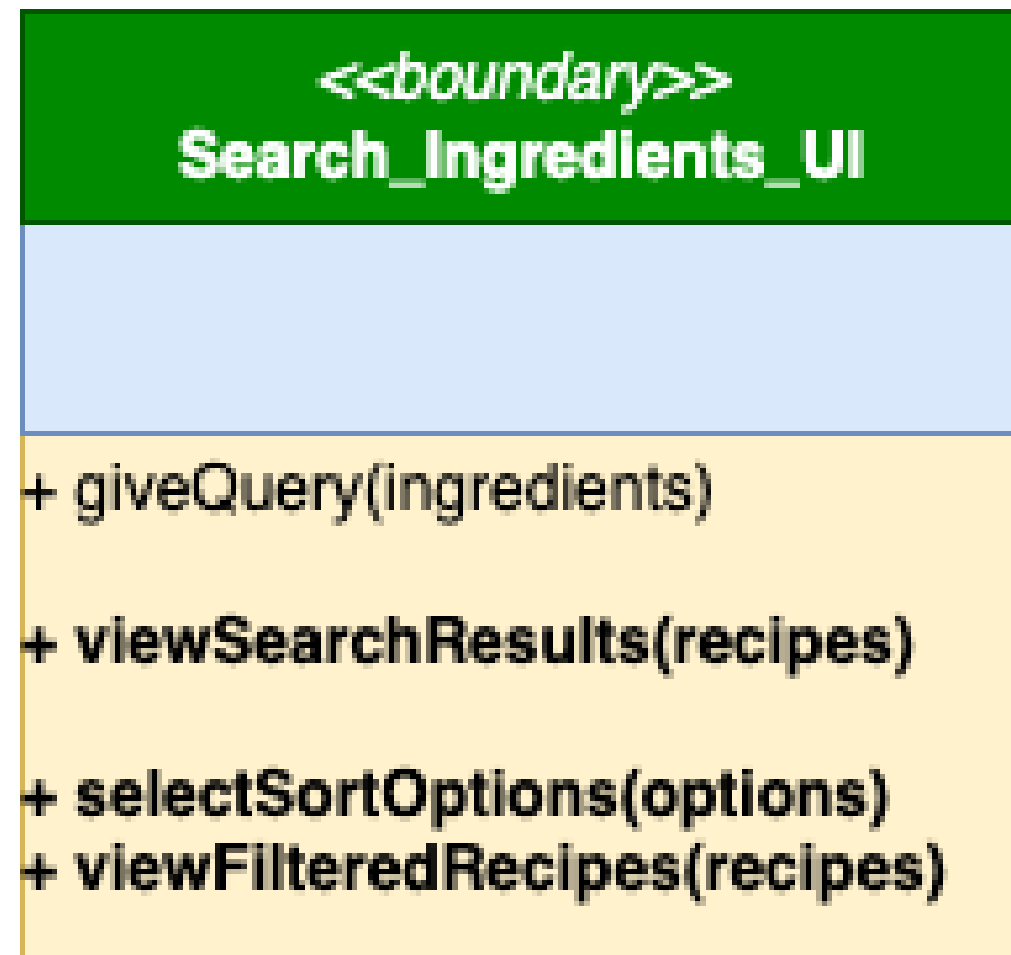 <<boundary>>
Search_Ingredients_UI
+ giveQuery(ingredients)
+ viewSearchResults(recipes)
+ selectSortOptions(options)
+ viewFilteredRecipes(recipes)